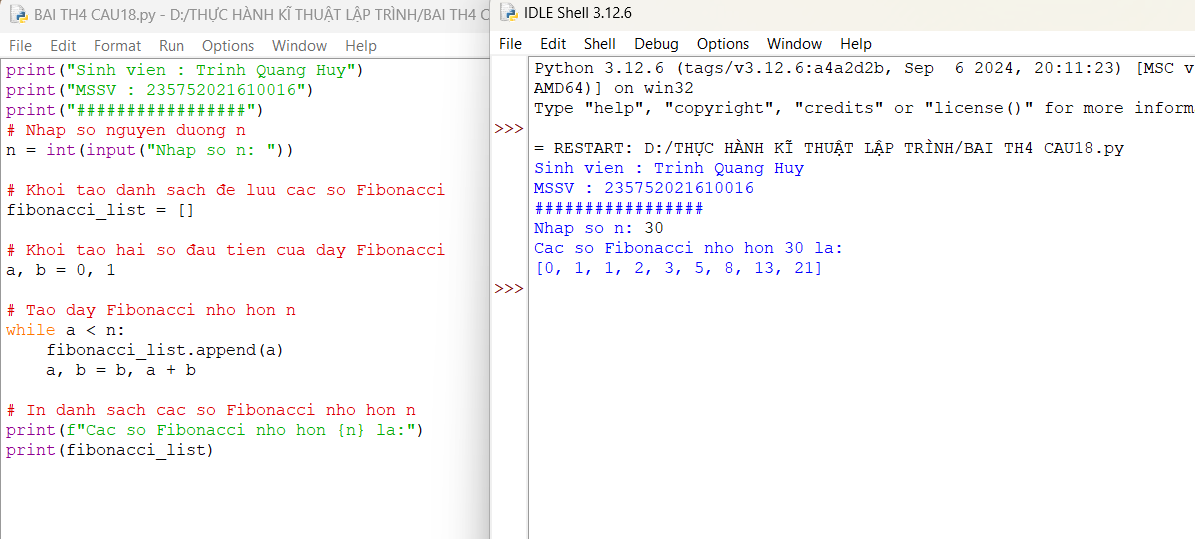 BAI TH4 CAU18.py - D:/THỰC HÀNH KĨ THUẬT LẬP TRÌNH/BAI TH4 C
File Edit Format Run Options Window Help
print("Sinh vien : Trinh Quang Huy")
print("MSSV : 235752021610016")
print("#################")
# Nhap so nguyen duong n
n = int(input("Nhap so n: "))
# Khoi tao danh sach đe luu cac so Fibonacci
fibonacci_list = []
# Khoi tao hai so đau tien cua day Fibonacci
a, b = 0, 1
# Tao day Fibonacci nho hon n
while a < n:
    fibonacci_list.append(a)
    a, b = b, a + b
# In danh sach cac so Fibonacci nho hon n
print(f"Cac so Fibonacci nho hon {n} la:")
print(fibonacci_list)
IDLE Shell 3.12.6
File Edit Shell Debug Options Window Help
Python 3.12.6 (tags/v3.12.6:a4a2d2b, Sep  6 2024, 20:11:23) [MSC v
AMD64)] on win32
Type "help", "copyright", "credits" or "license()" for more inform
>>>
= RESTART: D:/THỰC HÀNH KĨ THUẬT LẬP TRÌNH/BAI TH4 CAU18.py
Sinh vien : Trinh Quang Huy
MSSV : 235752021610016
#################
Nhap so n: 30
Cac so Fibonacci nho hon 30 la:
[0, 1, 1, 2, 3, 5, 8, 13, 21]
>>>